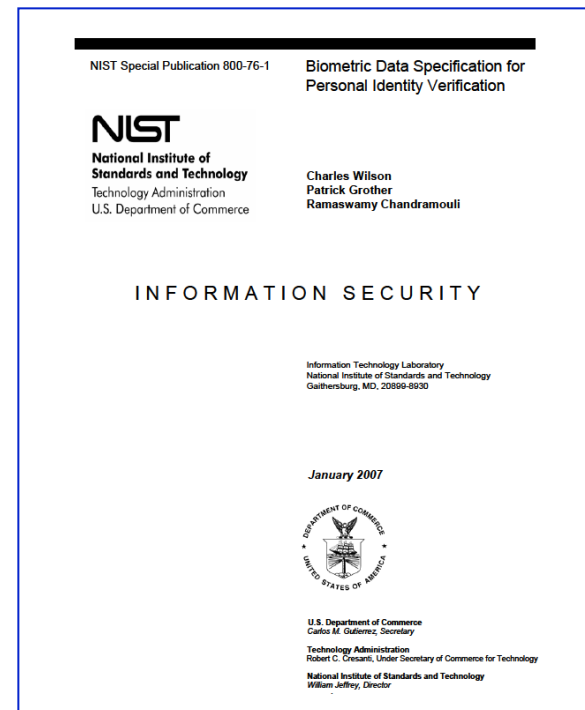 NIST Special Publication 800-76-1
Biometric Data Specification for
Personal Identity Verification
NIST
National Institute of
Standards and Technology
Technology Administration
U.S. Department of Commerce
Charles Wilson
Patrick Grother
Ramaswamy Chandramouli
INFORMATION SECURITY
Information Technology Laboratory
National Institute of Standards and Technology
Gaithersburg, MD, 20899-8930
January 2007
DEPARTMENT OF COMMERCE
UNITED STATES OF AMERICA
U.S. Department of Commerce
Carlos M. Gutierrez, Secretary
Technology Administration
Robert C. Cresanti, Under Secretary of Commerce for Technology
National Institute of Standards and Technology
William Jeffrey, Director